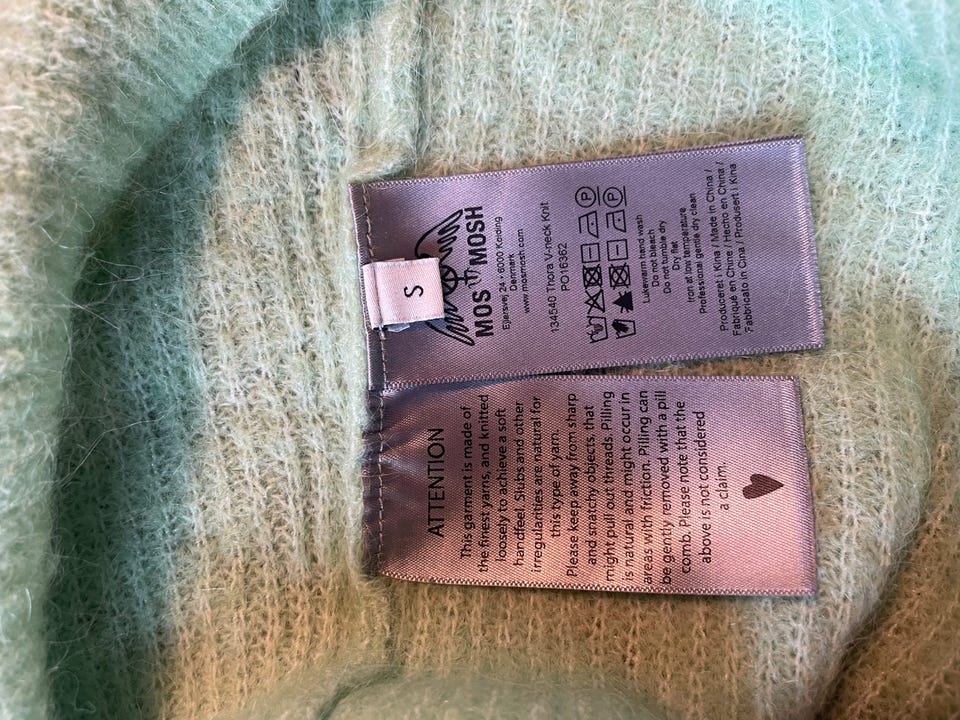 S
MOS
MOSH
Ejlersvej 24 • 6000 Kolding
Denmark
www.mosmosh.com
134540 Thora V-neck Knit
PO16362
P
P
Lukewarm hand wash
Do not bleach
Do not tumble dry
Dry flat
Iron at low temperature
Professional gentle dry clean
Produceret i Kina / Made in China /
Fabriqué en Chine / Hecho en China /
Fabbricato in Cina / Produsert i Kina
ATTENTION
This garment is made of
the finest yarns, and knitted
loosely to achieve a soft
handfeel. Slubs and other
irregularities are natural for
this type of yarn.
Please keep away from sharp
and snatchy objects, that
might pull out threads. Pilling
is natural and might occur in
areas with friction. Pilling can
be gently removed with a pill
comb. Please note that the
above is not considered
a claim.